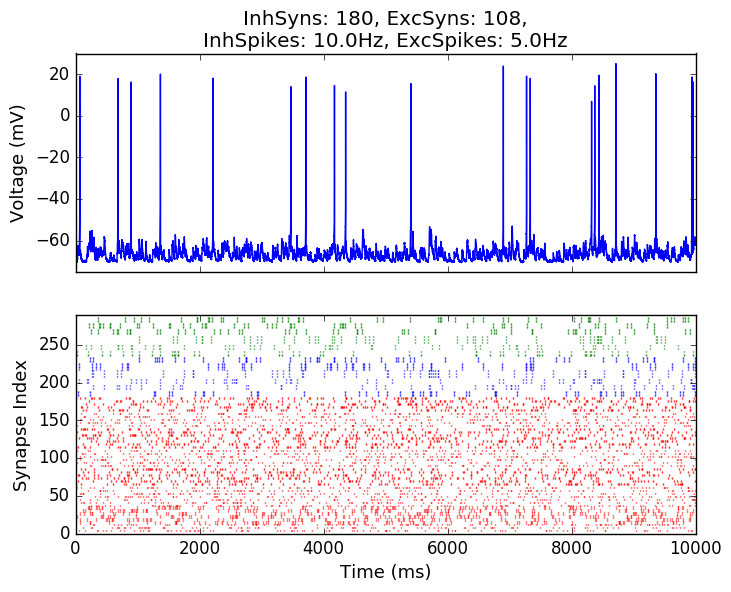 InhSyns: 180, ExcSyns: 108,
InhSpikes: 10.0Hz, ExcSpikes: 5.0Hz
20
0
−20
−40
−60
Voltage (mV)
250
200
150
100
50
0
Synapse Index
0 2000 4000 6000 8000 10000
Time (ms)